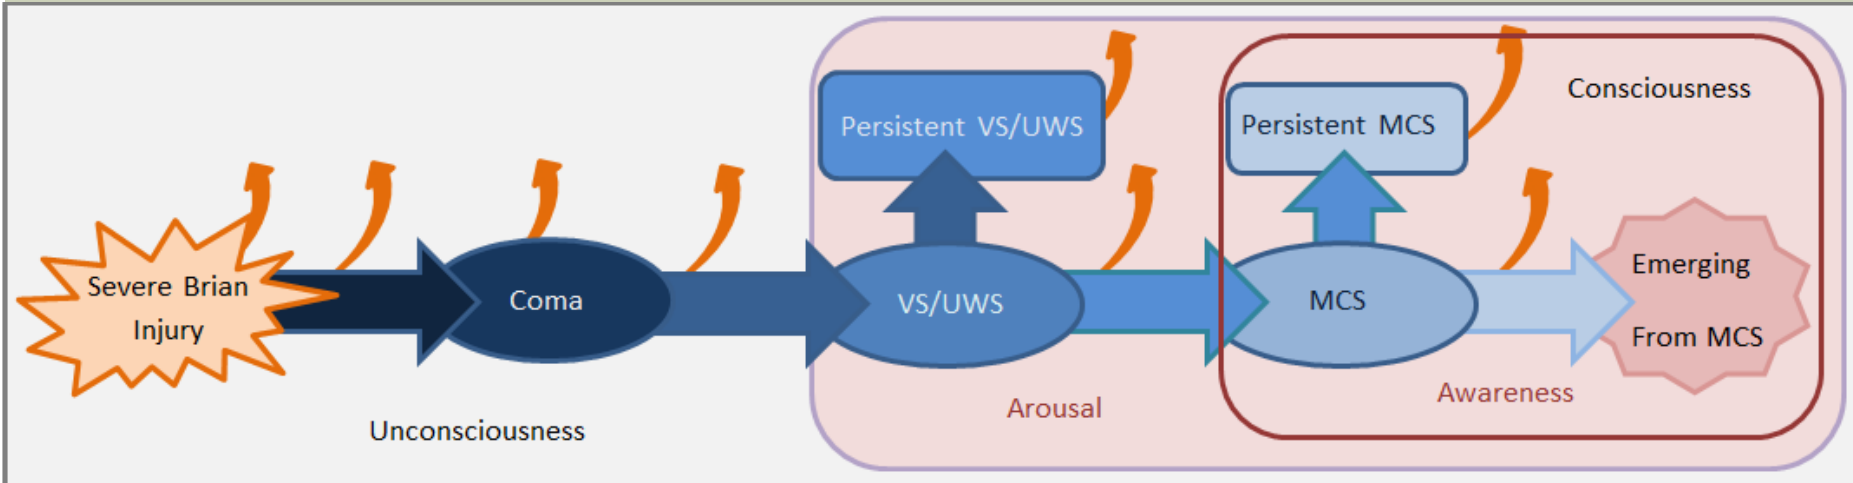 Severe Brian
Injury
Coma
Unconsciousness
Persistent VS/UWS
VS/UWS
Arousal
Persistent MCS
Consciousness
MCS
Emerging
From MCS
Awareness